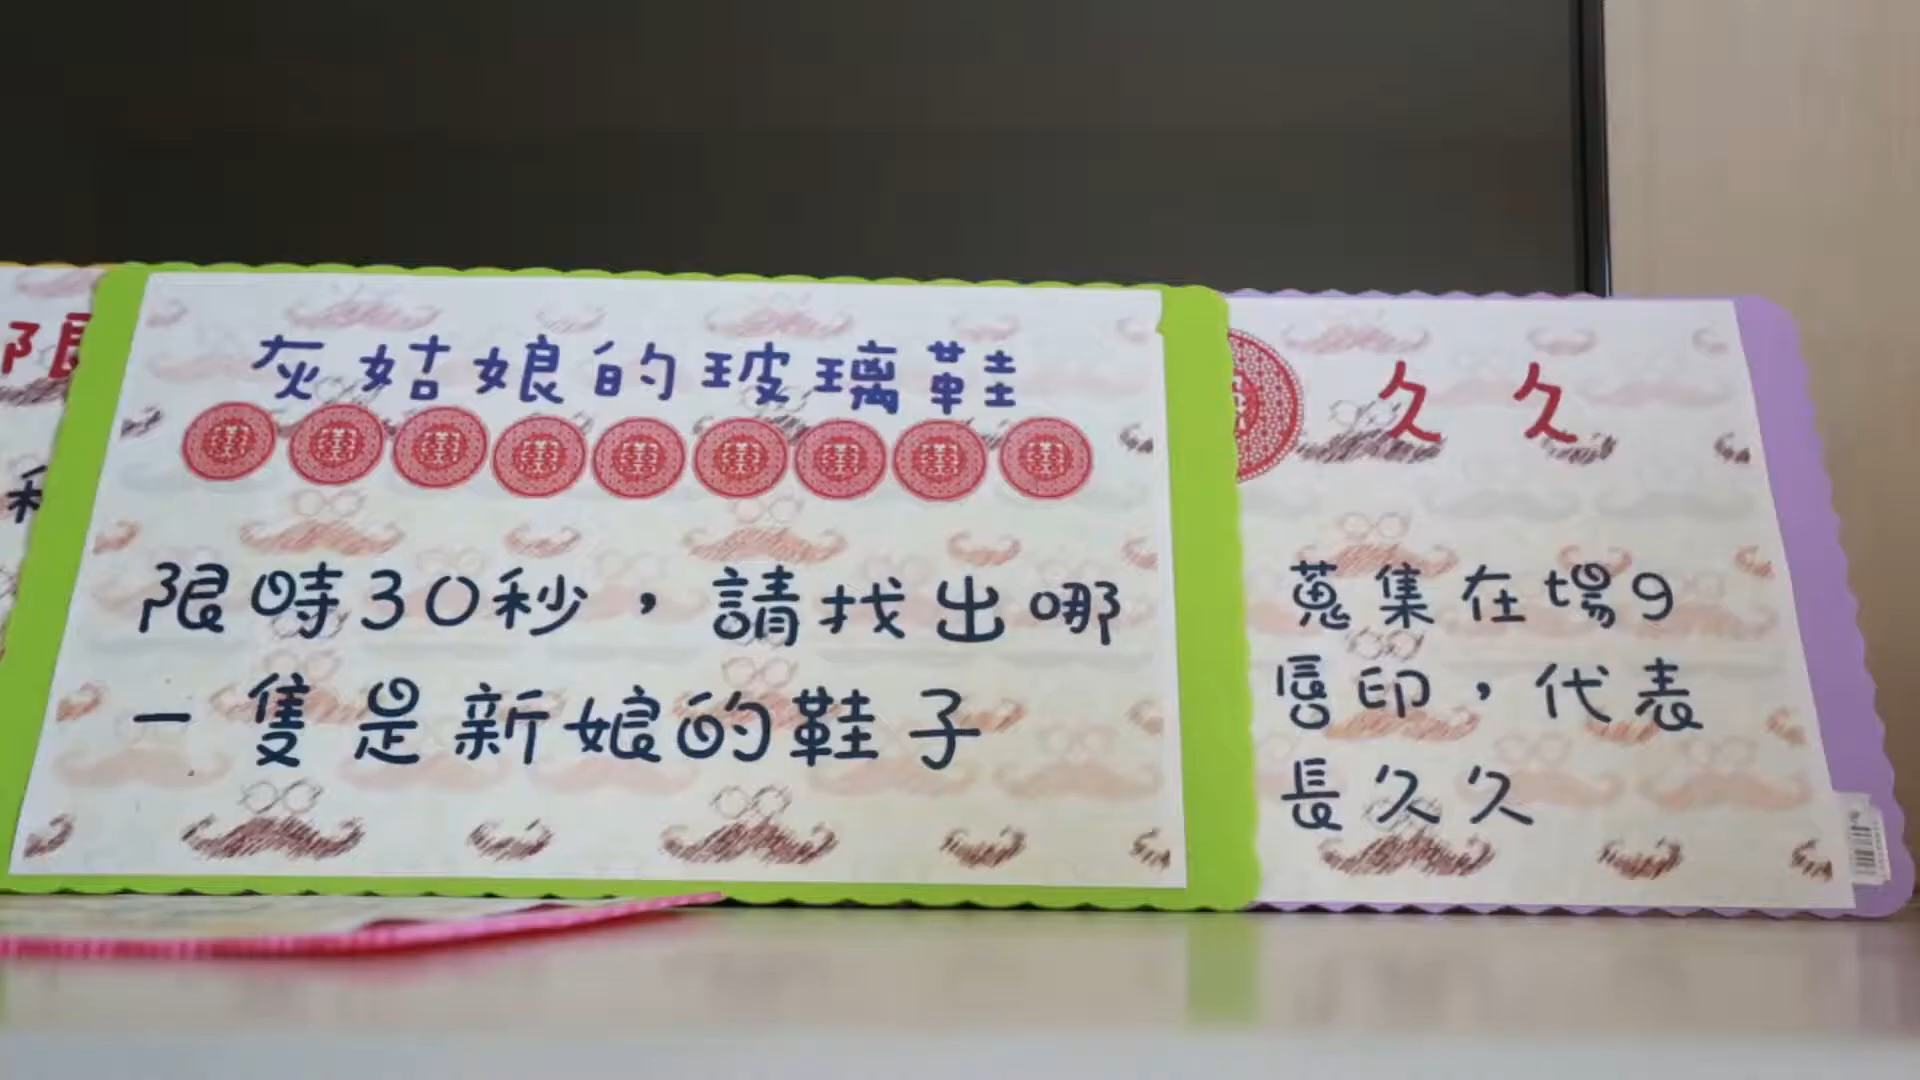 限
灰姑娘的玻璃鞋
限時30秒，請找出哪
一隻是新娘的鞋子
久久
蒐集在場9
唇印，代表
長久久